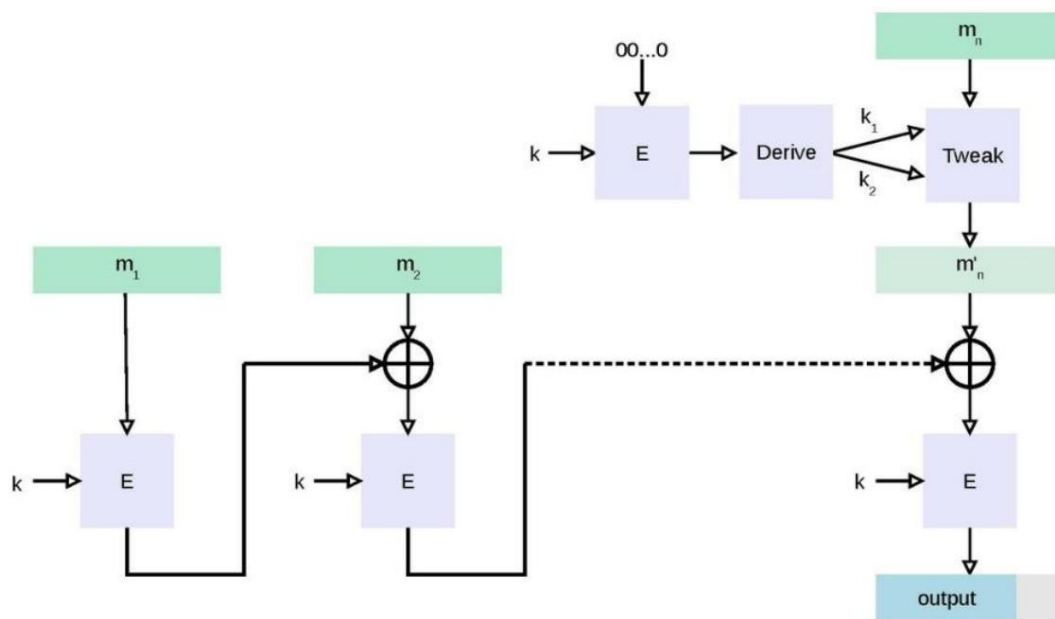 m_n
00...0
k
E
Derive
k_1
k_2
Tweak
m_1
m_2
m'_n
k
E
k
E
k
E
output